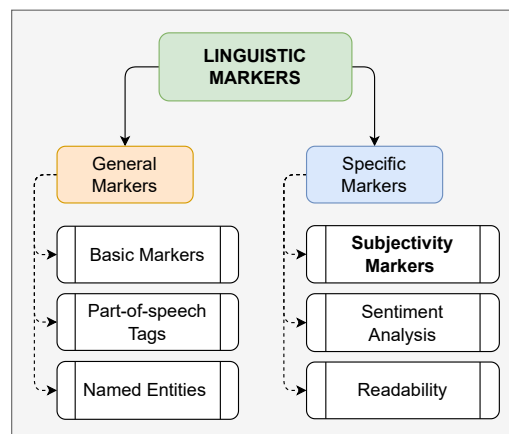 LINGUISTIC
MARKERS
General
Markers
Specific
Markers
Basic Markers
Subjectivity
Markers
Part-of-speech
Tags
Sentiment
Analysis
Named Entities
Readability